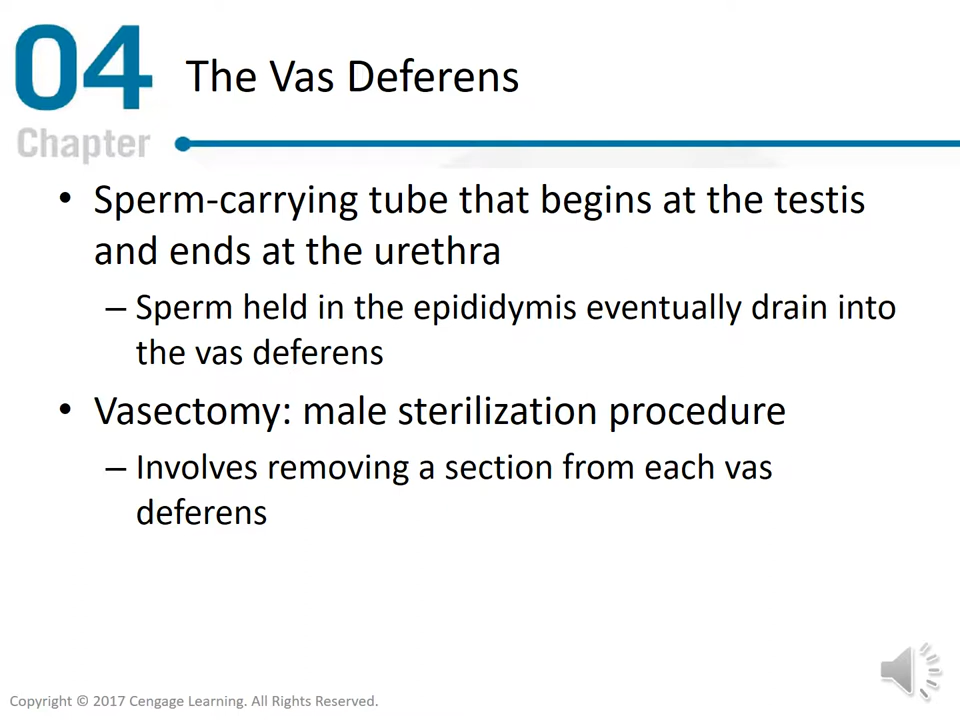 04
Chapter
The Vas Deferens
• Sperm-carrying tube that begins at the testis
and ends at the urethra
– Sperm held in the epididymis eventually drain into
the vas deferens
• Vasectomy: male sterilization procedure
– Involves removing a section from each vas
deferens
Copyright © 2017 Cengage Learning. All Rights Reserved.